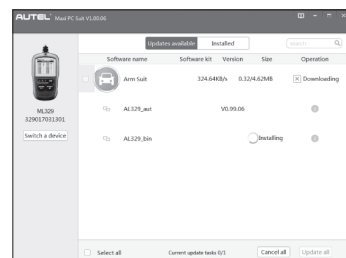 AUTEL Maxi PC Suit V1.00.06
Updates available Installed
search
Software name Software kit Version Size Operation
Arm Suit 324.64KB/s 0.32/4.62MB Downloading
AL329_aut V0.99.06
AL329_bin Installing
ML329
329017031301
Switch a device
Select all Current update tasks 0/1 Cancel all Update all